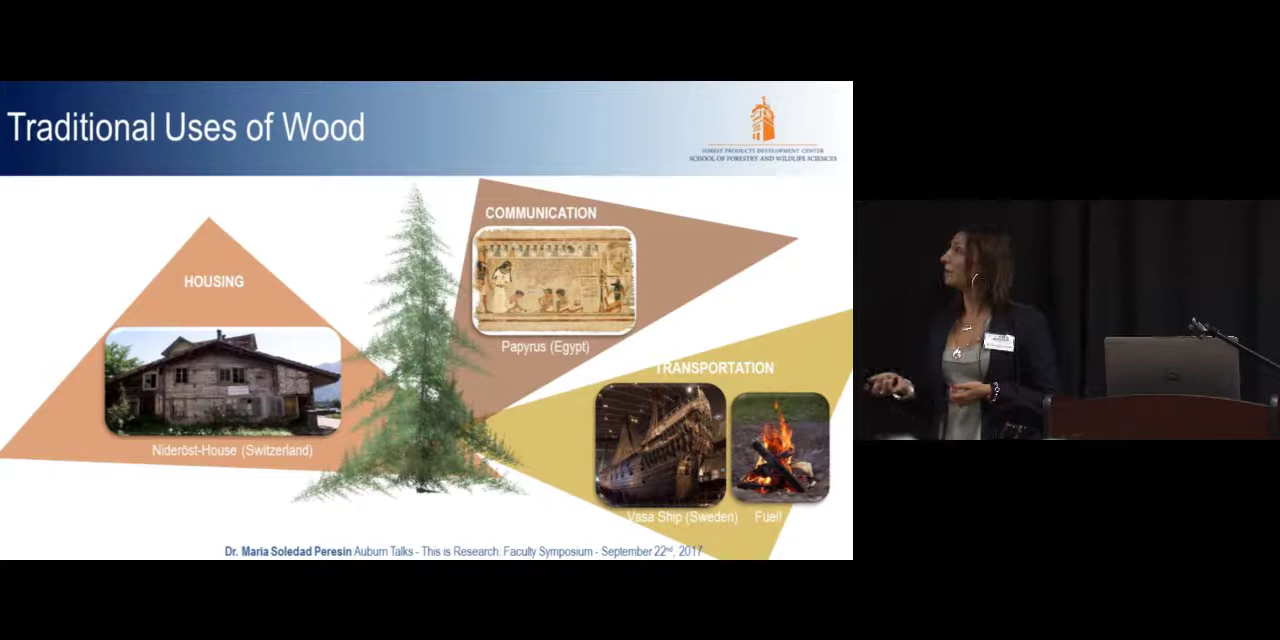 Traditional Uses of Wood
FOREST PRODUCTS DEVELOPMENT CENTER
SCHOOL OF FORESTRY AND WILDLIFE SCIENCES
COMMUNICATION
HOUSING
Papyrus (Egypt)
TRANSPORTATION
Nideröst-House (Switzerland)
Vasa Ship (Sweden) Fuel!
Dr. Maria Soledad Peresin Auburn Talks - This is Research: Faculty Symposium - September 22nd, 2017